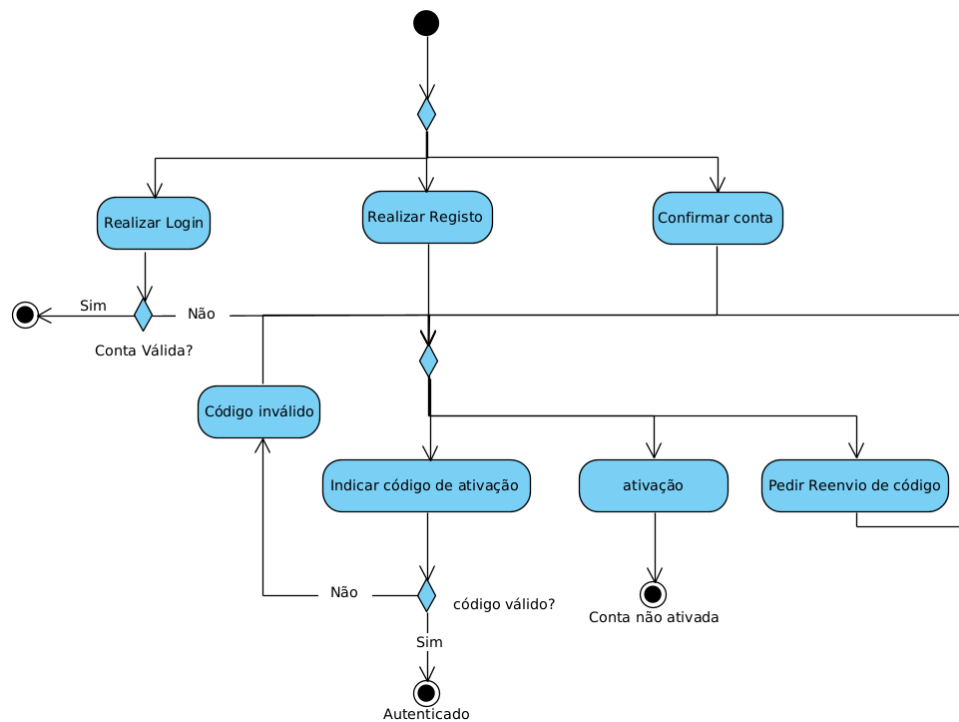 Realizar Login
Realizar Registo
Confirmar conta
Sim
Não
Conta Válida?
Código inválido
Indicar código de ativação
ativação
Pedir Reenvio de código
Não
código válido?
Conta não ativada
Sim
Autenticado